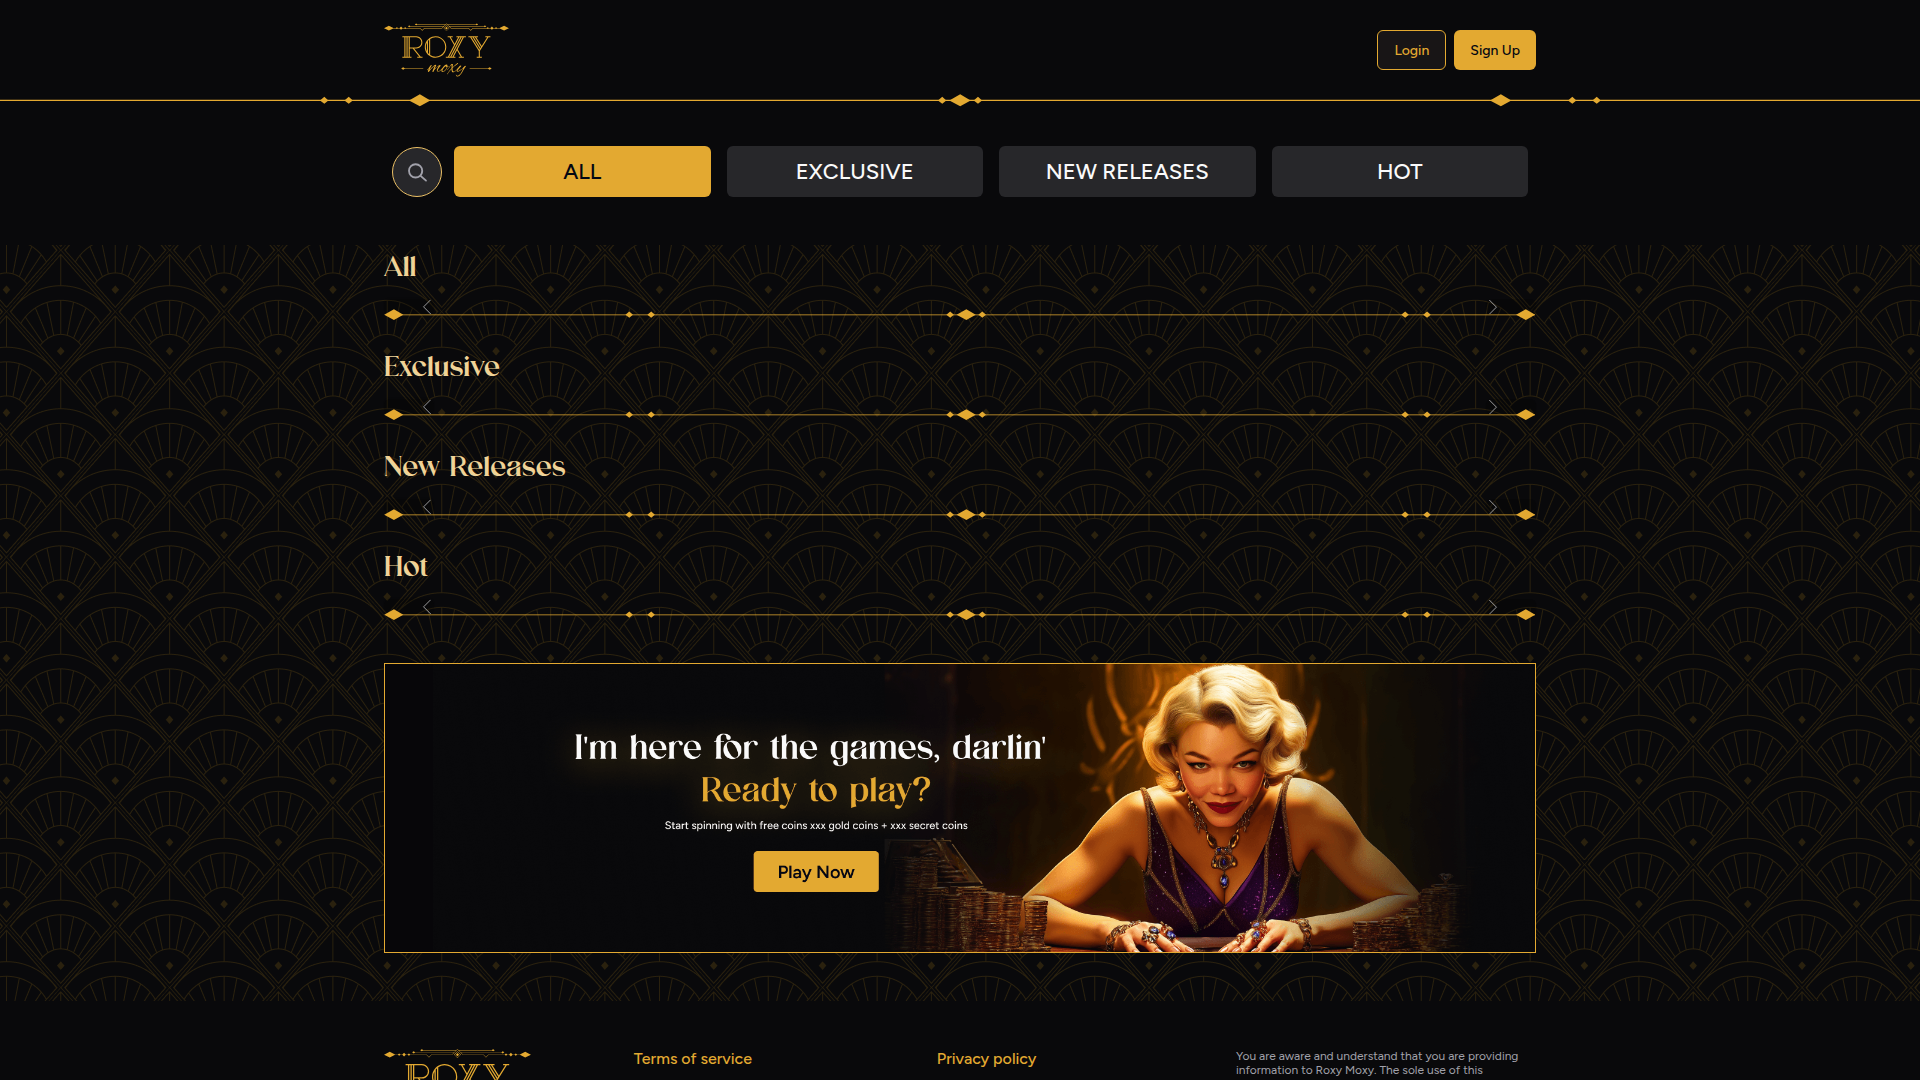 ROXY
moxy
Login
Sign Up
ALL
EXCLUSIVE
NEW RELEASES
HOT
All
Exclusive
New Releases
Hot
I'm here for the games, darlin'
Ready to play?
Start spinning with free coins xxx gold coins + xxx secret coins
Play Now
ROXY
Terms of service
Privacy policy
You are aware and understand that you are providing
information to Roxy Moxy. The sole use of this